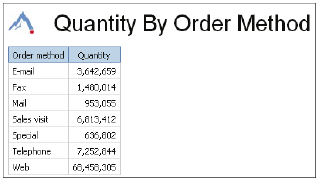 Quantity By Order Method
Order method Quantity
E-mail 3,642,659
Fax 1,480,014
Mail 953,855
Sales visit 6,813,412
Special 636,802
Telephone 7,252,844
Web 68,458,305